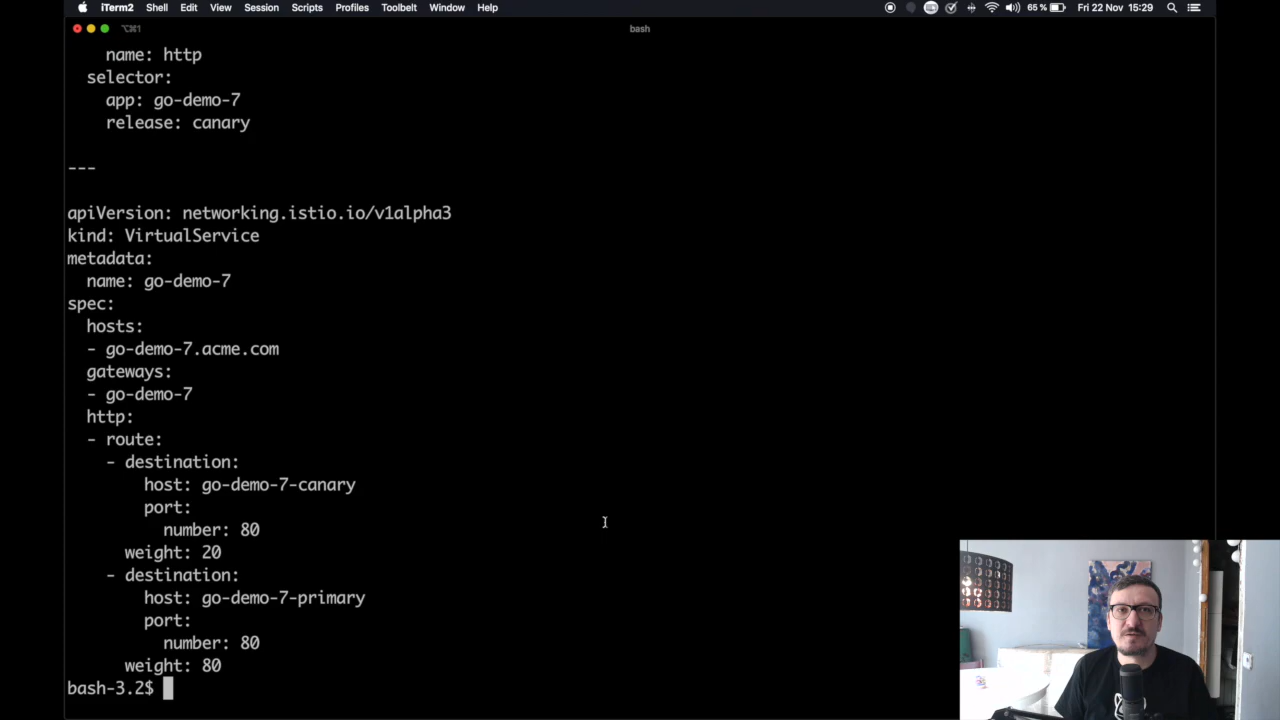 iTerm2 Shell Edit View Session Scripts Profiles Toolbelt Window Help 65 % Fri 22 Nov 15:29
⌥⌘1 bash
name: http
selector:
app: go-demo-7
release: canary
---
apiVersion: networking.istio.io/v1alpha3
kind: VirtualService
metadata:
name: go-demo-7
spec:
hosts:
- go-demo-7.acme.com
gateways:
- go-demo-7
http:
- route:
- destination:
host: go-demo-7-canary
port:
number: 80
weight: 20
- destination:
host: go-demo-7-primary
port:
number: 80
weight: 80
bash-3.2$